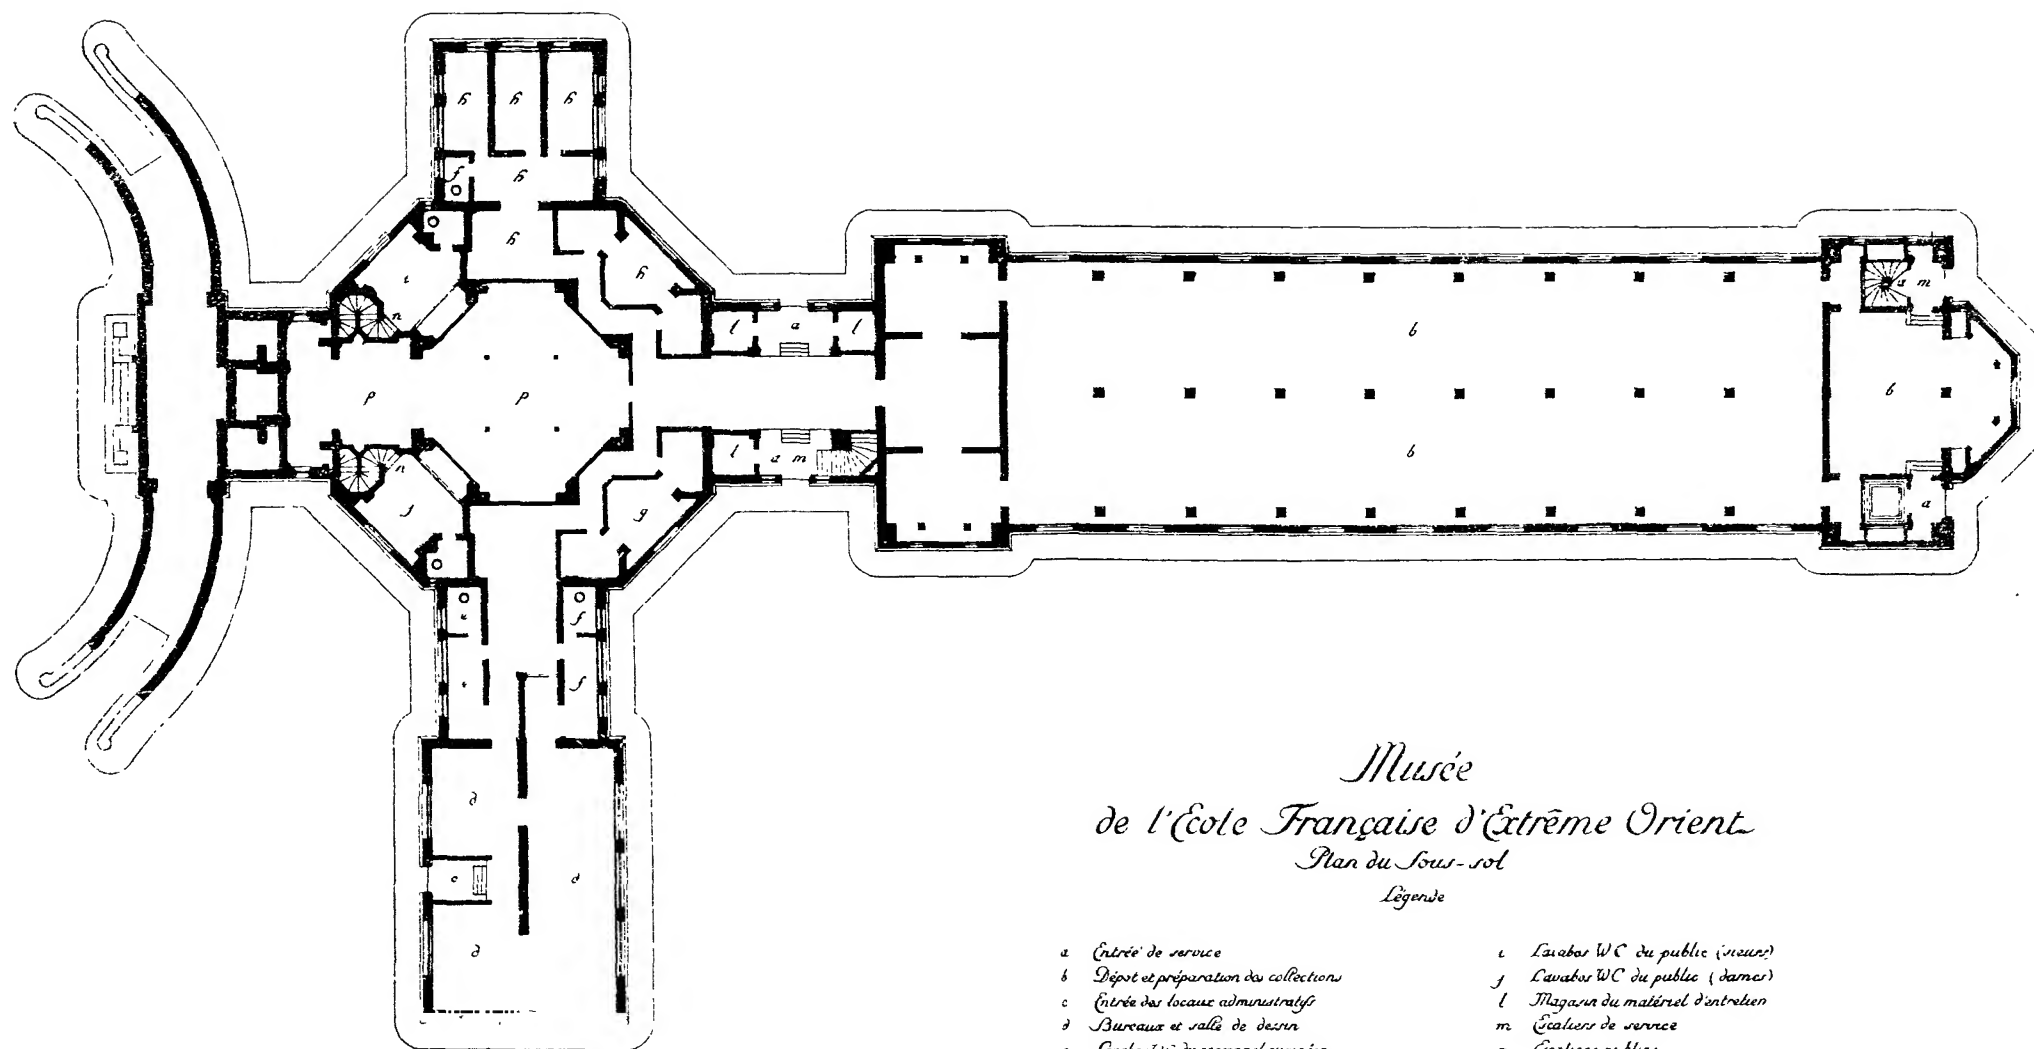 Musée
de l'Ecole Française d'Extrême Orient
Plan du Sous-sol
Légende
a Entrée de service
b Dépot et préparation des collections
c Entrée des locaux administratifs
d Bureaux et salle de dessin
i Lavabos WC du public (sieurs)
j Lavabos WC du public (dames)
l Magasin du matériel d'entretien
m Escaliers de service
h h h
f
h
h
h
i
n
l a l
p p
b
b
b
a m
n
l a m
j
g
f
f
a
d
d
c
d